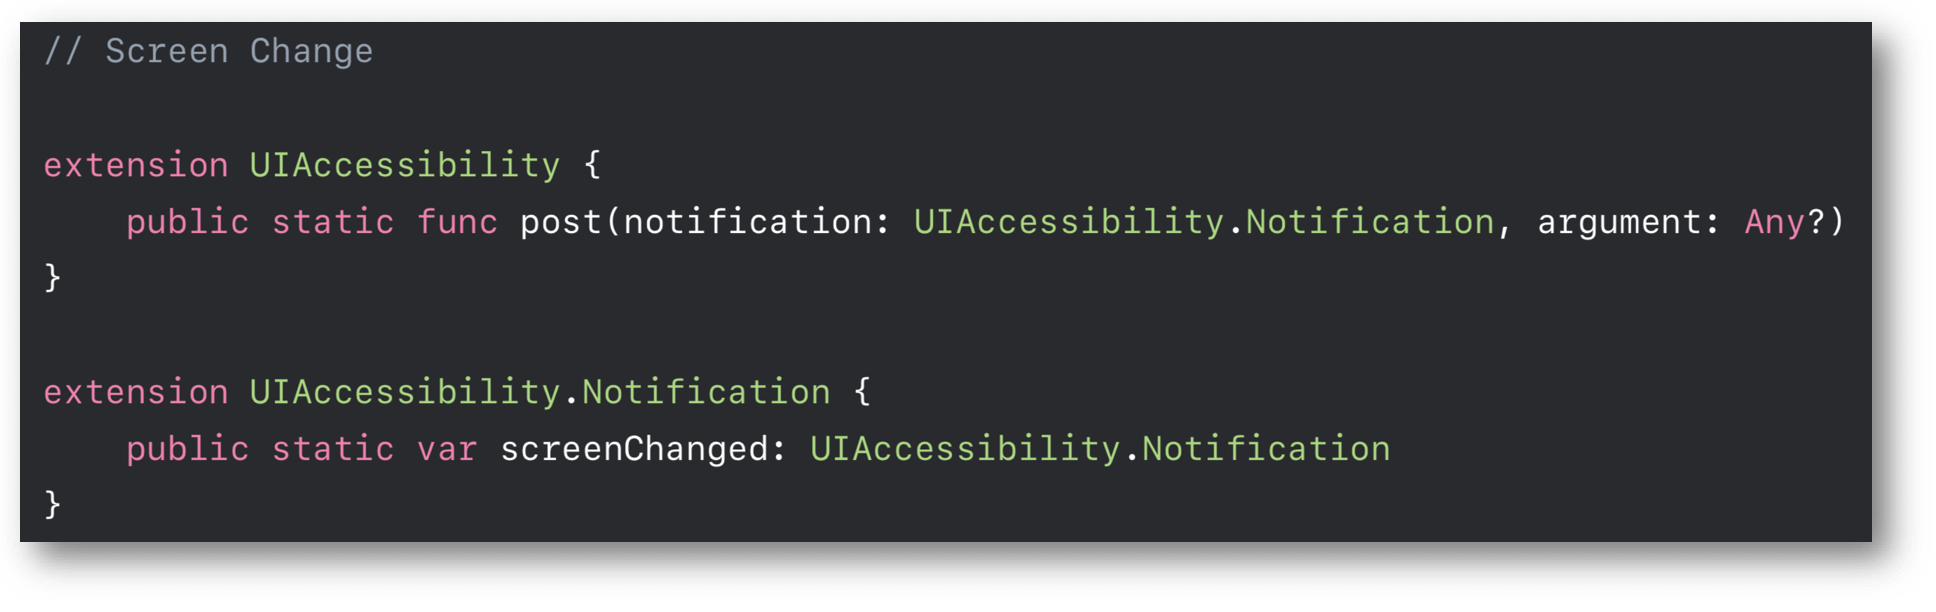 // Screen Change
extension UIAccessibility {
    public static func post(notification: UIAccessibility.Notification, argument: Any?)
}
extension UIAccessibility.Notification {
    public static var screenChanged: UIAccessibility.Notification
}